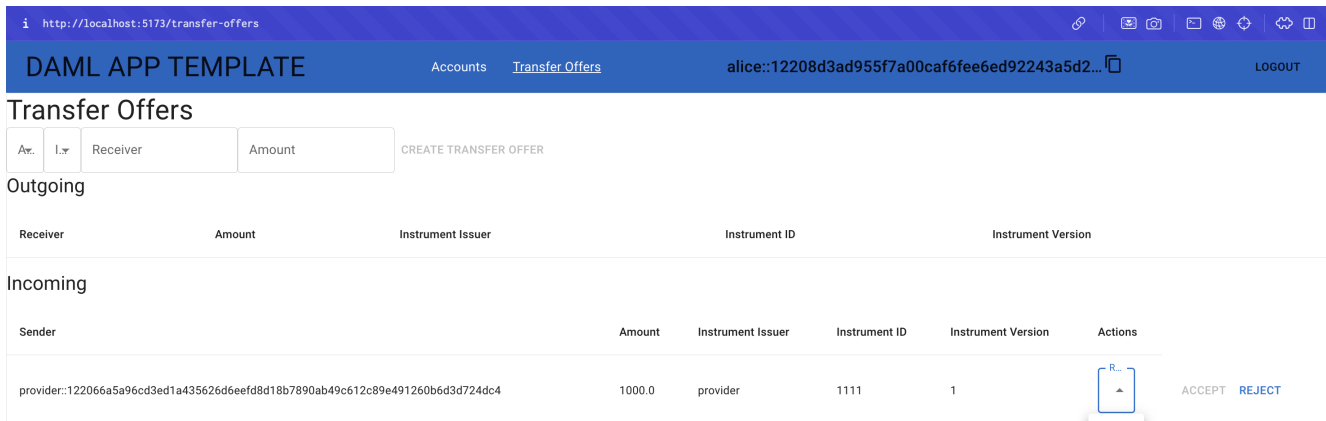 http://localhost:5173/transfer-offers
DAML APP TEMPLATE
Accounts
Transfer Offers
alice::12208d3ad955f7a00caf6fee6ed92243a5d2...
LOGOUT
Transfer Offers
A...
I...
Receiver
Amount
CREATE TRANSFER OFFER
Outgoing
Receiver Amount Instrument Issuer Instrument ID Instrument Version
Incoming
Sender Amount Instrument Issuer Instrument ID Instrument Version Actions
R...
provider::122066a5a96cd3ed1a435626d6eefd8d18b7890ab49c612c89e491260b6d3d724dc4 1000.0 provider 1111 1 ACCEPT REJECT